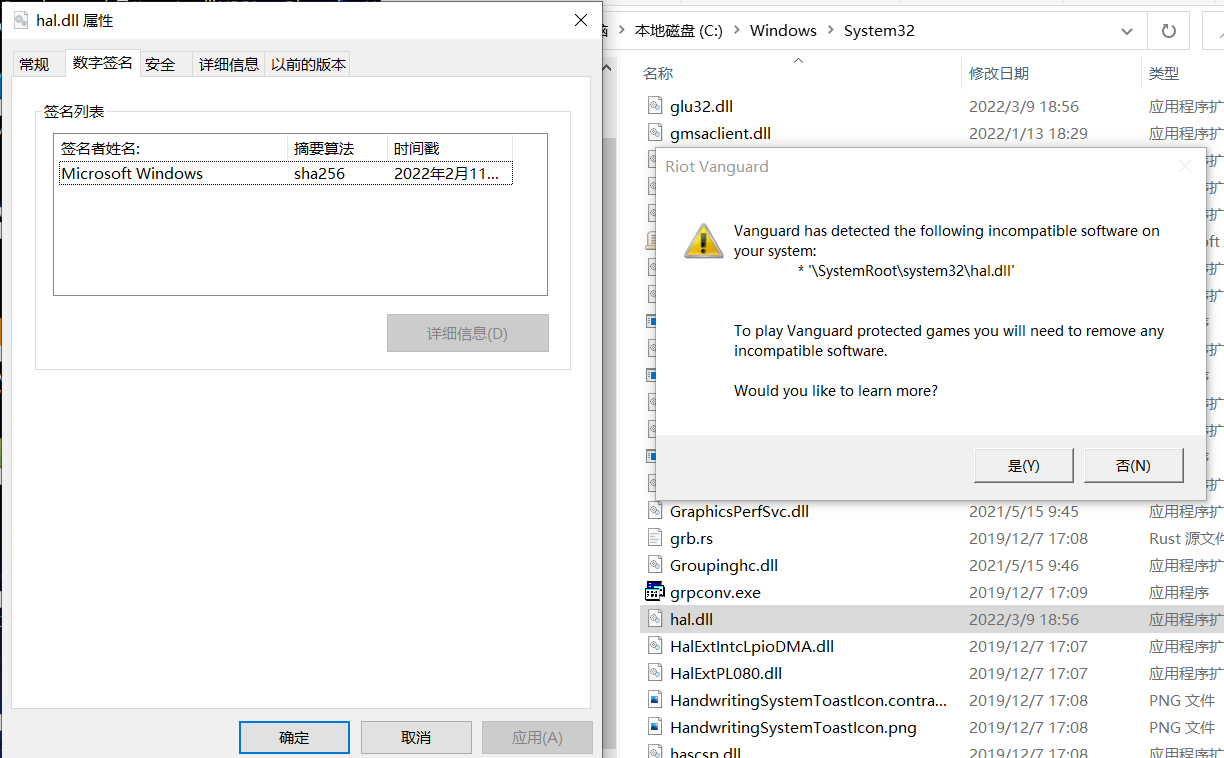 hal.dll 属性
常规
数字签名
安全
详细信息
以前的版本
签名列表
签名者姓名:
摘要算法
时间戳
Microsoft Windows
sha256
2022年2月11...
详细信息(D)
确定
取消
应用(A)
本地磁盘 (C:)
Windows
System32
名称
修改日期
类型
glu32.dll
2022/3/9 18:56
应用程序扩
gmsaclient.dll
2022/1/13 18:29
应用程序扩
Riot Vanguard
Vanguard has detected the following incompatible software on
your system:
* '\SystemRoot\system32\hal.dll'
To play Vanguard protected games you will need to remove any
incompatible software.
Would you like to learn more?
是(Y)
否(N)
GraphicsPerfSvc.dll
2021/5/15 9:45
应用程序扩
grb.rs
2019/12/7 17:08
Rust 源文件
Groupinghc.dll
2021/5/15 9:46
应用程序扩
grpconv.exe
2019/12/7 17:09
应用程序
hal.dll
2022/3/9 18:56
应用程序扩
HalExtIntcLpioDMA.dll
2019/12/7 17:07
应用程序扩
HalExtPL080.dll
2019/12/7 17:07
应用程序扩
HandwritingSystemToastIcon.contra...
2019/12/7 17:08
PNG 文件
HandwritingSystemToastIcon.png
2019/12/7 17:08
PNG 文件
hascsp.dll
2019/12/7 17:08
应用程序扩